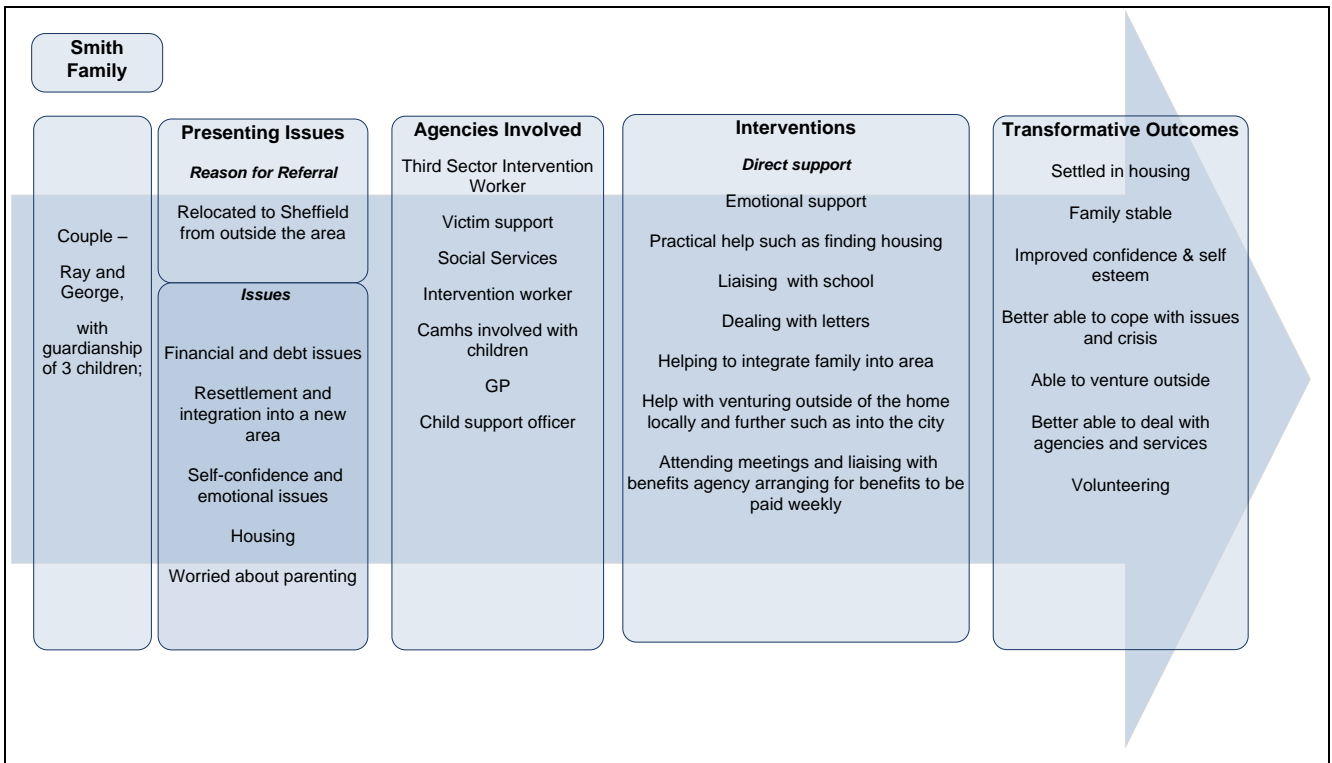 Smith
Family
Couple –
Ray and
George,
with
guardianship
of 3 children;
Presenting Issues
Reason for Referral
Relocated to Sheffield
from outside the area
Issues
Financial and debt issues
Resettlement and
integration into a new
area
Self-confidence and
emotional issues
Housing
Worried about parenting
Agencies Involved
Third Sector Intervention
Worker
Victim support
Social Services
Intervention worker
Camhs involved with
children
GP
Child support officer
Interventions
Direct support
Emotional support
Practical help such as finding housing
Liaising with school
Dealing with letters
Helping to integrate family into area
Help with venturing outside of the home
locally and further such as into the city
Attending meetings and liaising with
benefits agency arranging for benefits to be
paid weekly
Transformative Outcomes
Settled in housing
Family stable
Improved confidence & self
esteem
Better able to cope with issues
and crisis
Able to venture outside
Better able to deal with
agencies and services
Volunteering